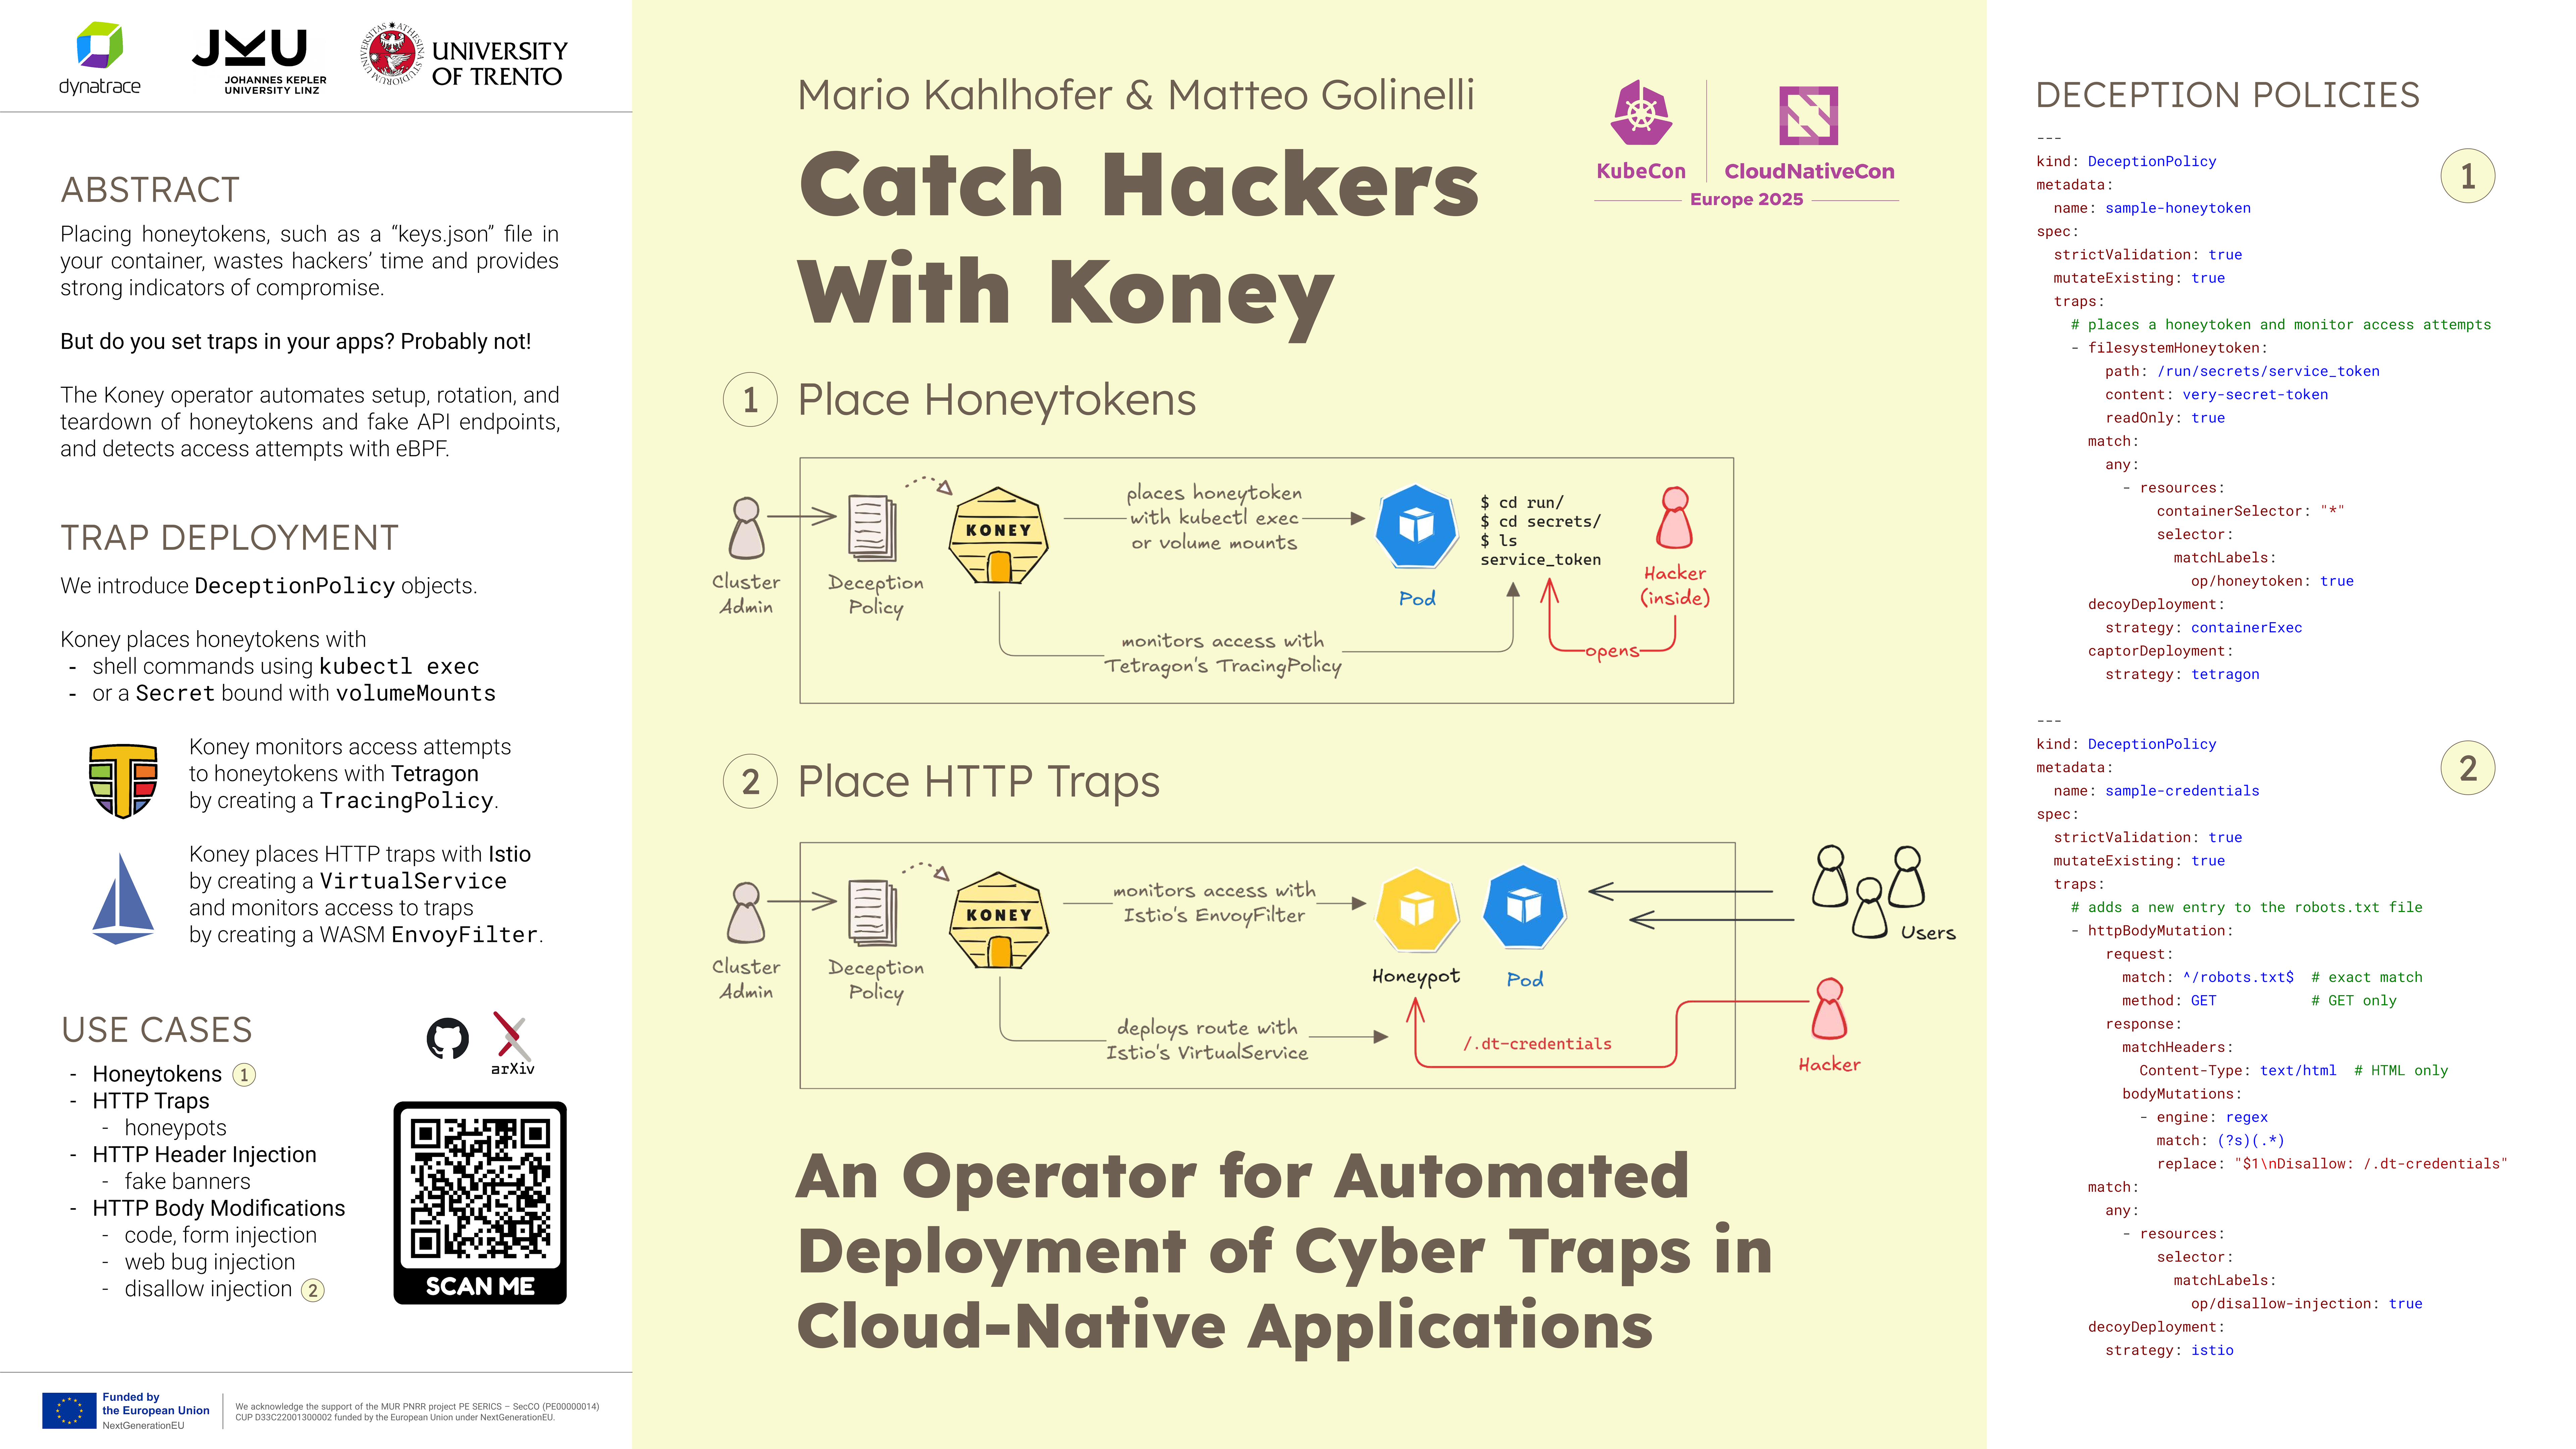 dynatrace
JMU
JOHANNES KEPLER
UNIVERSITY LINZ
UNIVERSITY
OF TRENTO
ABSTRACT
Placing honeytokens, such as a “keys.json” file in
your container, wastes hackers’ time and provides
strong indicators of compromise.
But do you set traps in your apps? Probably not!
The Koney operator automates setup, rotation, and
teardown of honeytokens and fake API endpoints,
and detects access attempts with eBPF.
TRAP DEPLOYMENT
We introduce DeceptionPolicy objects.
Koney places honeytokens with
- shell commands using kubectl exec
- or a Secret bound with volumeMounts
Koney monitors access attempts
to honeytokens with Tetragon
by creating a TracingPolicy.
Koney places HTTP traps with Istio
by creating a VirtualService
and monitors access to traps
by creating a WASM EnvoyFilter.
USE CASES
- Honeytokens 1
- HTTP Traps
- honeypots
- HTTP Header Injection
- fake banners
- HTTP Body Modifications
- code, form injection
- web bug injection
- disallow injection 2
arXiv
SCAN ME
Funded by
the European Union
NextGenerationEU
We acknowledge the support of the MUR PNRR project PE SERICS – SecCO (PE00000014)
CUP D33C22001300002 funded by the European Union under NextGenerationEU.
Mario Kahlhofer & Matteo Golinelli
Catch Hackers
With Koney
KubeCon
CloudNativeCon
Europe 2025
1 Place Honeytokens
Cluster
Admin
Deception
Policy
KONEY
places honeytoken
with kubectl exec
or volume mounts
monitors access with
Tetragon's TracingPolicy
Pod
$ cd run/
$ cd secrets/
$ ls
service_token
Hacker
(inside)
opens
2 Place HTTP Traps
Cluster
Admin
Deception
Policy
KONEY
monitors access with
Istio's EnvoyFilter
deploys route with
Istio's VirtualService
Honeypot
Pod
/.dt-credentials
Users
Hacker
An Operator for Automated
Deployment of Cyber Traps in
Cloud-Native Applications
DECEPTION POLICIES
1
---
kind: DeceptionPolicy
metadata:
name: sample-honeytoken
spec:
strictValidation: true
mutateExisting: true
traps:
# places a honeytoken and monitor access attempts
- filesystemHoneytoken:
path: /run/secrets/service_token
content: very-secret-token
readOnly: true
match:
any:
- resources:
containerSelector: "*"
selector:
matchLabels:
op/honeytoken: true
decoyDeployment:
strategy: containerExec
captorDeployment:
strategy: tetragon
2
---
kind: DeceptionPolicy
metadata:
name: sample-credentials
spec:
strictValidation: true
mutateExisting: true
traps:
# adds a new entry to the robots.txt file
- httpBodyMutation:
request:
match: ^/robots.txt$ # exact match
method: GET # GET only
response:
matchHeaders:
Content-Type: text/html # HTML only
bodyMutations:
- engine: regex
match: (?s)(.*)
replace: "$1\nDisallow: /.dt-credentials"
match:
any:
- resources:
selector:
matchLabels:
op/disallow-injection: true
decoyDeployment:
strategy: istio